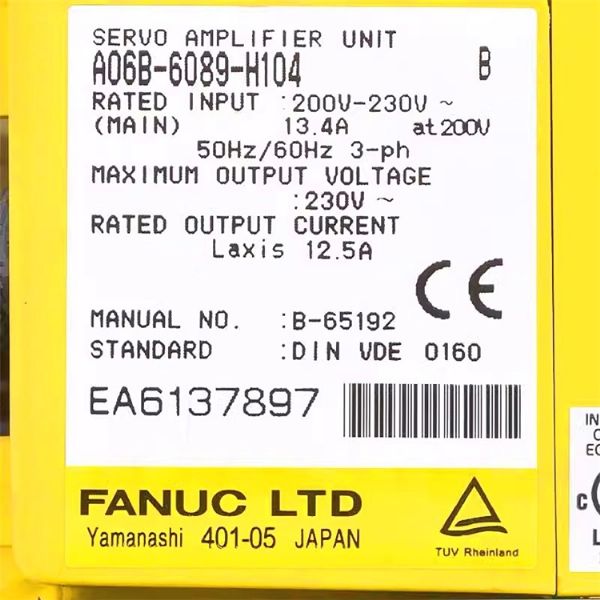 SERVO AMPLIFIER UNIT
A06B-6089-H104 B
RATED INPUT :200V-230V ~
(MAIN) 13.4A at200V
50Hz/60Hz 3-ph
MAXIMUM OUTPUT VOLTAGE
:230V ~
RATED OUTPUT CURRENT
Laxis 12.5A
CE
MANUAL NO. :B-65192
STANDARD :DIN VDE 0160
EA6137897
FANUC LTD
Yamanashi 401-05 JAPAN
TUV Rheinland
IN